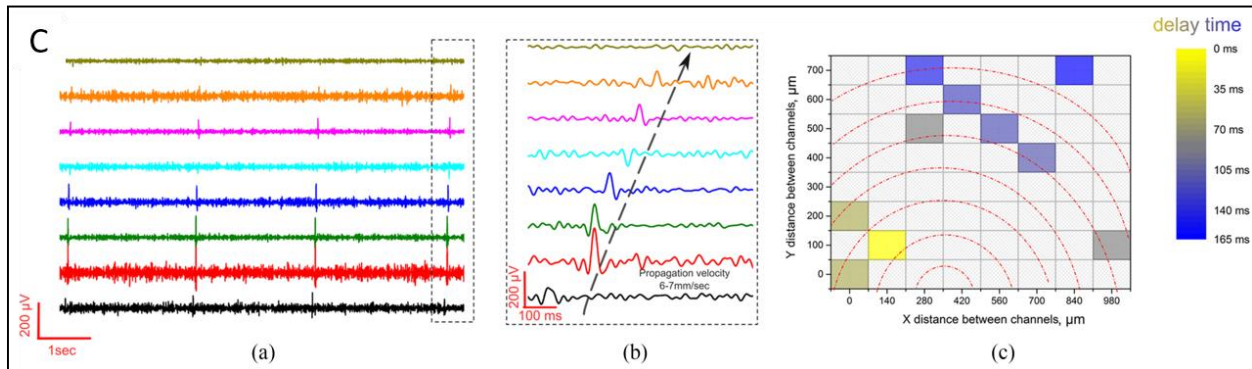 C
200 µV
1sec
(a)
Propagation velocity
6-7mm/sec
200 µV
100 ms
(b)
delay time
0 ms
35 ms
70 ms
105 ms
140 ms
165 ms
Y distance between channels, µm
700
600
500
400
300
200
100
0
0 140 280 420 560 700 840 980
X distance between channels, µm
(c)